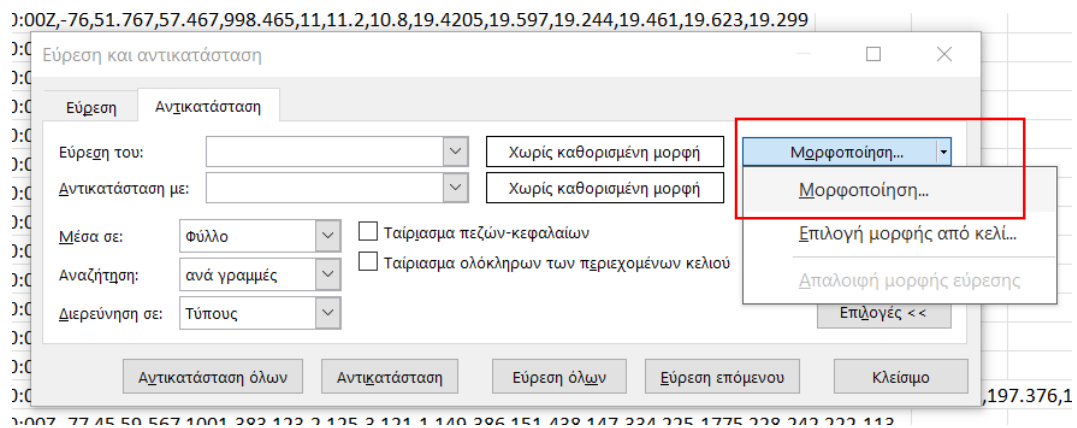 0:00Z,-76,51.767,57.467,998.465,11,11.2,10.8,19.4205,19.597,19.244,19.461,19.623,19.299
Εύρεση και αντικατάσταση
Εύρεση Αντικατάσταση
Εύρεση του: Χωρίς καθορισμένη μορφή Μορφοποίηση...
Αντικατάσταση με: Χωρίς καθορισμένη μορφή Μορφοποίηση...
Μέσα σε: Φύλλο Ταίριασμα πεζών-κεφαλαίων Επιλογή μορφής από κελί...
Αναζήτηση: ανά γραμμές Ταίριασμα ολόκληρων των περιεχομένων κελιού Απαλοιφή μορφής εύρεσης
Διερεύνηση σε: Τύπους Επιλογές <<
Αντικατάσταση όλων Αντικατάσταση Εύρεση όλων Εύρεση επόμενου Κλείσιμο
,197.376,1